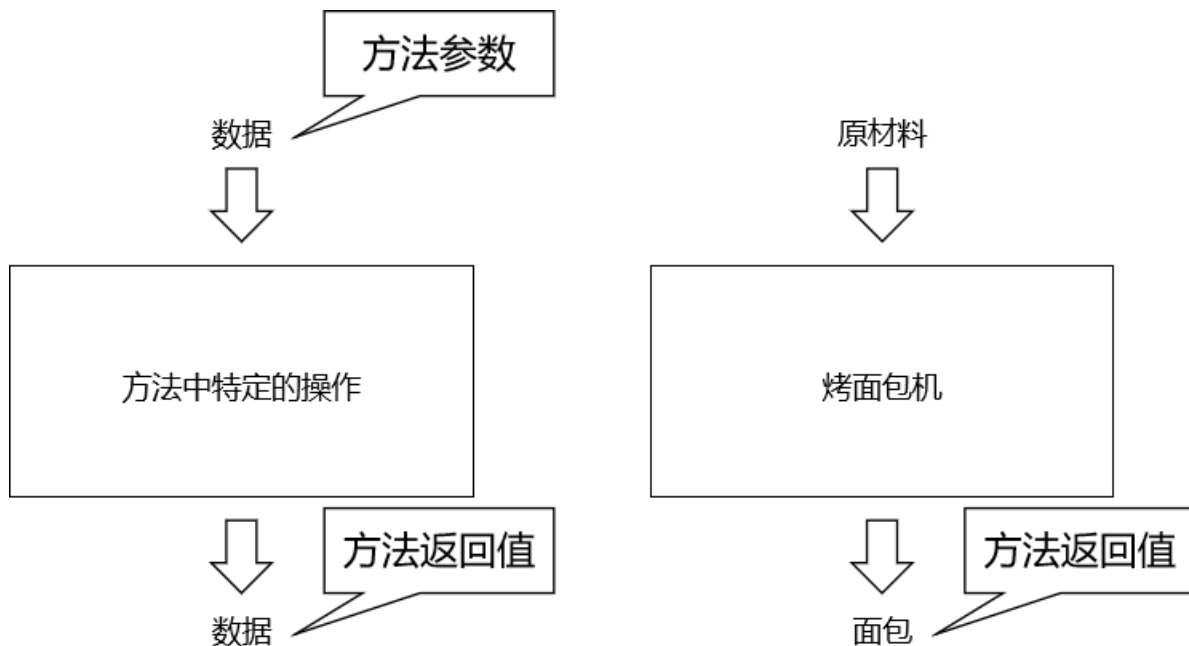 方法参数
数据
原材料
方法中特定的操作
烤面包机
方法返回值
方法返回值
数据
面包